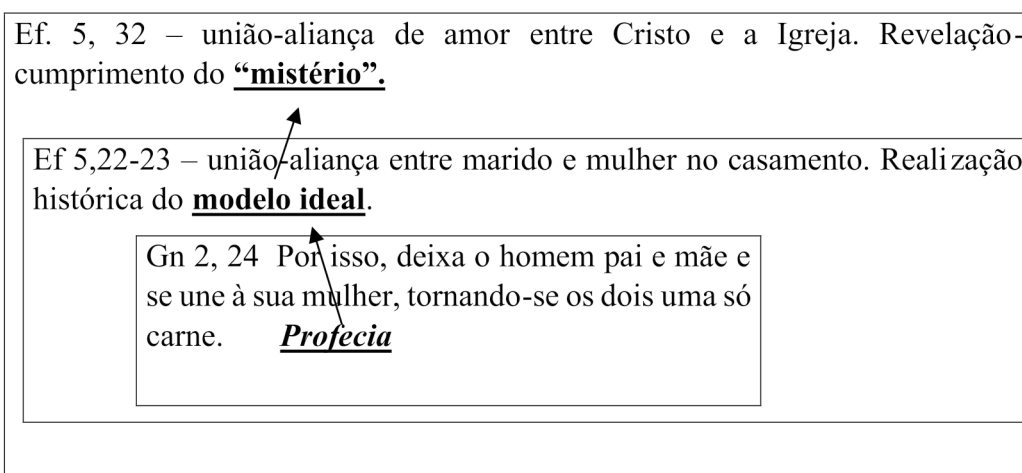 Ef. 5, 32 – união-aliança de amor entre Cristo e a Igreja. Revelação-
cumprimento do “mistério”.
Ef 5,22-23 – união-aliança entre marido e mulher no casamento. Realização
histórica do modelo ideal.
Gn 2, 24 Por isso, deixa o homem pai e mãe e
se une à sua mulher, tornando-se os dois uma só
carne. Profecia